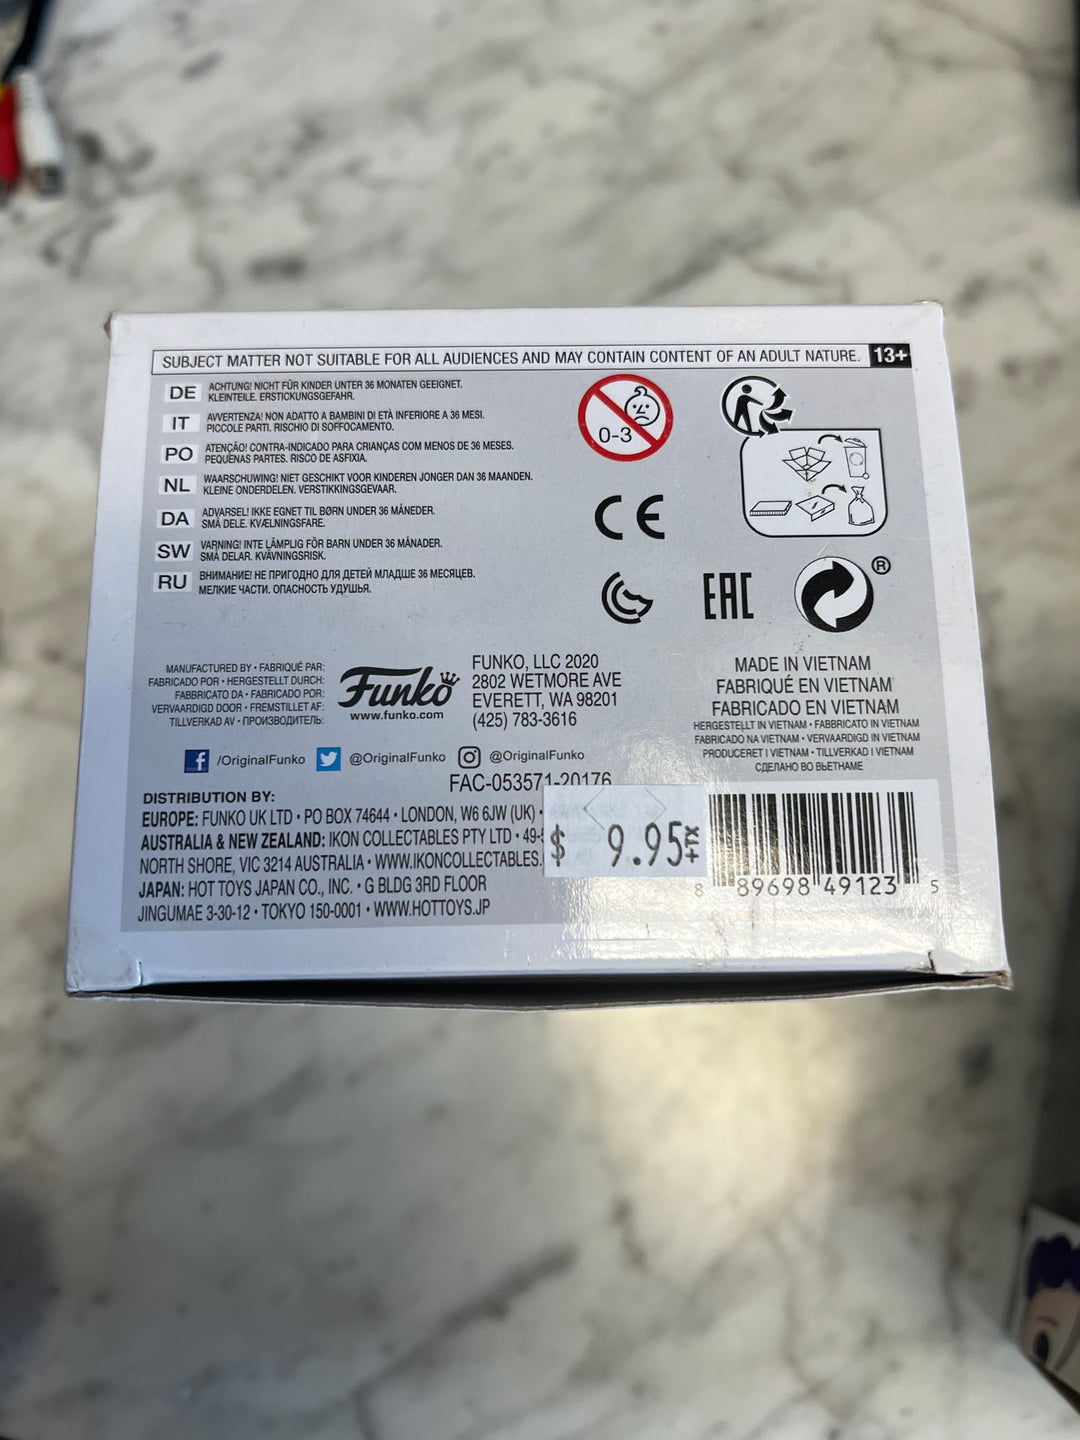 SUBJECT MATTER NOT SUITABLE FOR ALL AUDIENCES AND MAY CONTAIN CONTENT OF AN ADULT NATURE. 13+
DE ACHTUNG! NICHT FÜR KINDER UNTER 36 MONATEN GEEIGNET.
KLEINTEILE. ERSTICKUNGSGEFAHR.
IT AVVERTENZA! NON ADATTO A BAMBINI DI ETÀ INFERIORE A 36 MESI.
PICCOLE PARTI. RISCHIO DI SOFFOCAMENTO.
PO ATENÇÃO! CONTRA-INDICADO PARA CRIANÇAS COM MENOS DE 36 MESES.
PEQUENAS PARTES. RISCO DE ASFIXIA.
NL WAARSCHUWING! NIET GESCHIKT VOOR KINDEREN JONGER DAN 36 MAANDEN.
KLEINE ONDERDELEN. VERSTIKKINGSGEVAAR.
DA ADVARSEL! IKKE EGNET TIL BØRN UNDER 36 MÅNEDER.
SMÅ DELE. KVÆLNINGSFARE.
SW VARNING! INTE LÄMPLIG FÖR BARN UNDER 36 MÅNADER.
SMÅ DELAR. KVÄVNINGSRISK.
RU ВНИМАНИЕ! НЕ ПРИГОДНО ДЛЯ ДЕТЕЙ МЛАДШЕ 36 МЕСЯЦЕВ.
МЕЛКИЕ ЧАСТИ. ОПАСНОСТЬ УДУШЬЯ.
0-3
CE
EAC
®
MANUFACTURED BY • FABRIQUÉ PAR:
FABRICADO POR • HERGESTELLT DURCH:
FABBRICATO DA • FABRICADO POR:
VERVAARDIGD DOOR • FREMSTILLET AF:
TILLVERKAD AV • ПРОИЗВОДИТЕЛЬ:
Funko
www.funko.com
FUNKO, LLC 2020
2802 WETMORE AVE
EVERETT, WA 98201
(425) 783-3616
MADE IN VIETNAM
FABRIQUÉ EN VIETNAM
FABRICADO EN VIETNAM
HERGESTELLT IN VIETNAM • FABBRICATO IN VIETNAM
FABRICADO NA VIETNAM • VERVAARDIGD IN VIETNAM
PRODUCERET I VIETNAM • TILLVERKAD I VIETNAM
СДЕЛАНО ВО ВЬЕТНАМЕ
/OriginalFunko @OriginalFunko @OriginalFunko
FAC-053571-20176
DISTRIBUTION BY:
EUROPE: FUNKO UK LTD • PO BOX 74644 • LONDON, W6 6JW (UK) •
AUSTRALIA & NEW ZEALAND: IKON COLLECTABLES PTY LTD • 49-
NORTH SHORE, VIC 3214 AUSTRALIA • WWW.IKONCOLLECTABLES.
JAPAN: HOT TOYS JAPAN CO., INC. • G BLDG 3RD FLOOR
JINGUMAE 3-30-12 • TOKYO 150-0001 • WWW.HOTTOYS.JP
$ 9.95 +TX
8 89698 49123 5